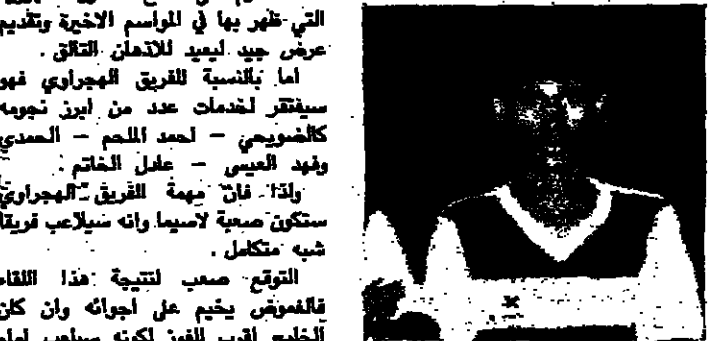 التي ظهر بها في المواسم الاخيرة وتقديم
عرض جيد ليعيد للاذهان التالق .
اما بالنسبة للفريق الهجراوي فهو
سيفتقر لخدمات عدد من ابرز نجومه
كالضويحي – احمد الملحم – الحمدي
وفهد العيسى – عادل الخاتم .
ولذا فان مهمة الفريق الهجراوي
ستكون صعبة لاسيما وانه سيلاعب فريقا
شبه متكامل .
التوقع صعب لنتيجة هذا اللقاء
فالغموض يخيم على اجوائه وان كان
الخليج اقرب للفوز لكونه سيلعب امام